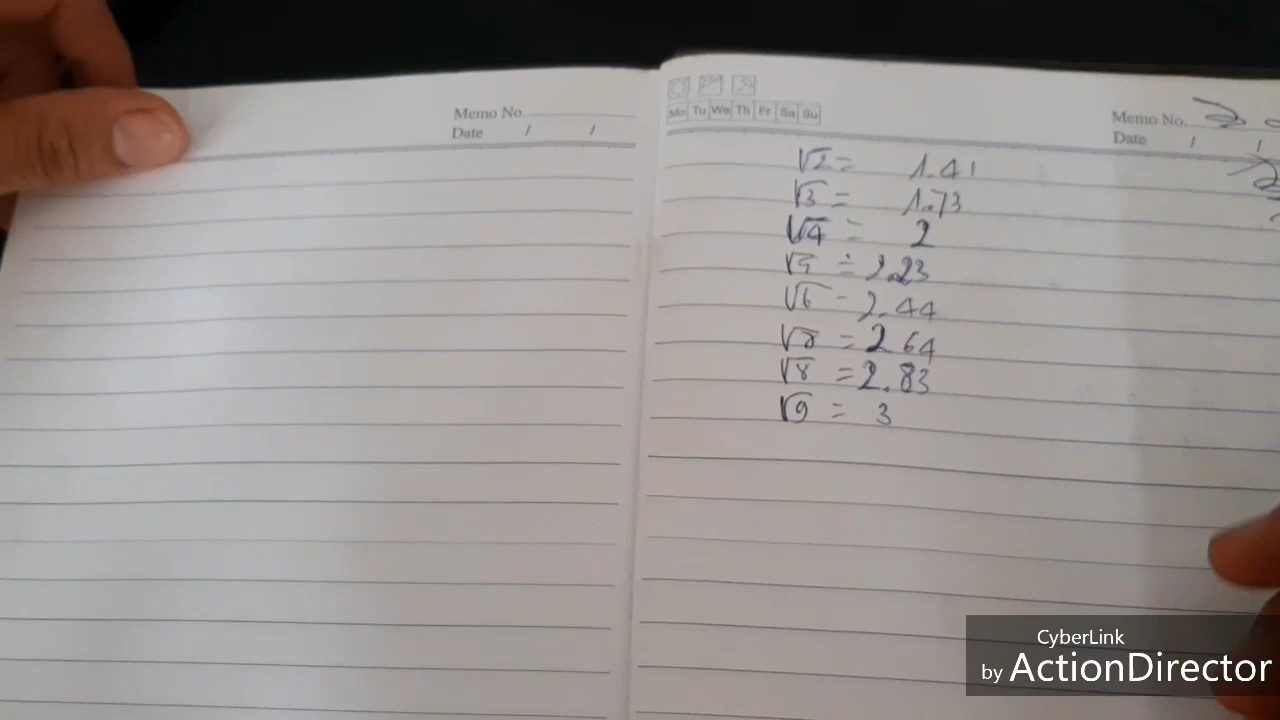 Memo No.
Date / /
Mo Tu We Th Fr Sa Su
Memo No.
Date / /
√2 = 1.41
√3 = 1.73
√4 = 2
√5 = 2.23
√6 = 2.44
√7 = 2.64
√8 = 2.83
√9 = 3
CyberLink
by ActionDirector